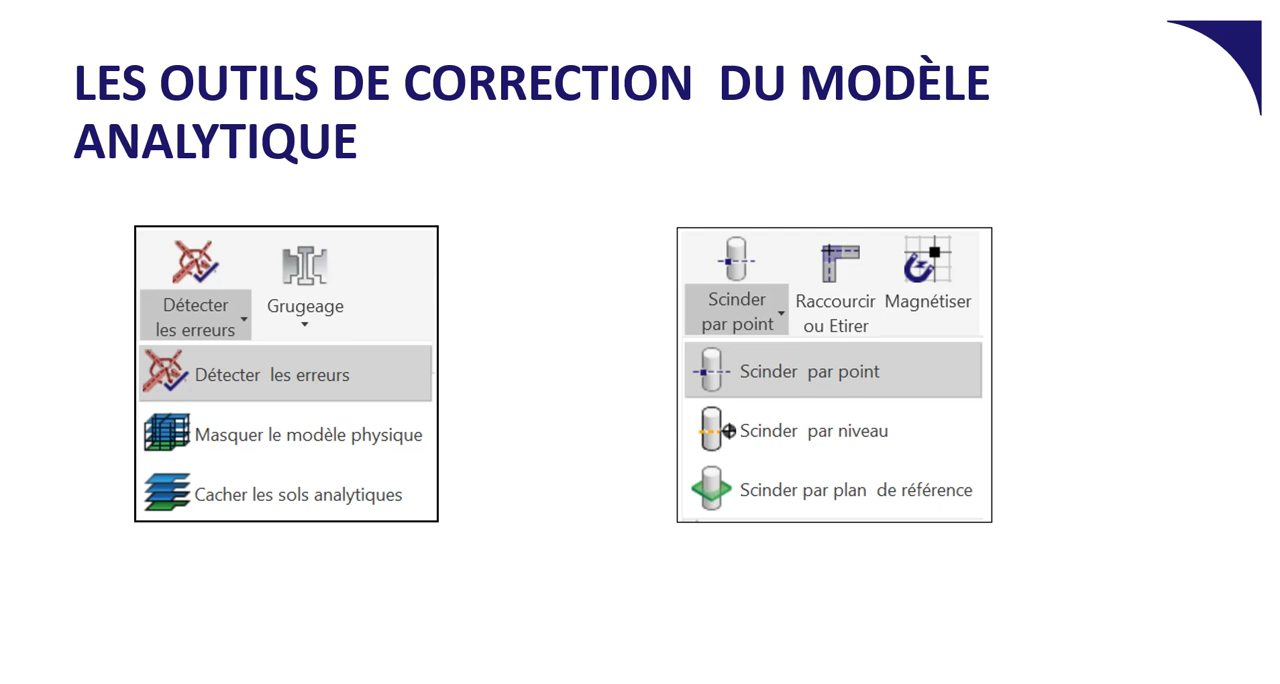 LES OUTILS DE CORRECTION DU MODÈLE
ANALYTIQUE
Détecter
les erreurs
Grugeage
Détecter les erreurs
Masquer le modèle physique
Cacher les sols analytiques
Scinder
par point
Raccourcir
ou Etirer
Magnétiser
Scinder par point
Scinder par niveau
Scinder par plan de référence